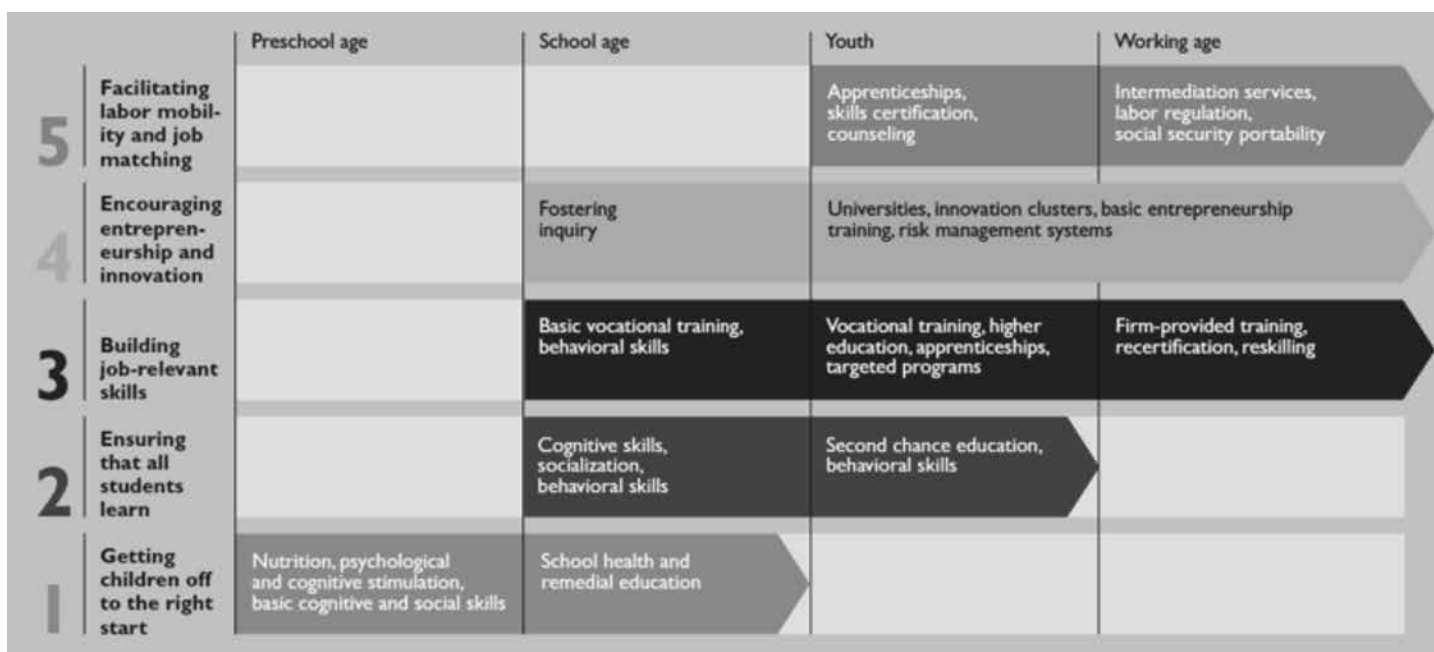 Preschool age
School age
Youth
Working age
5
Facilitating
labor mobil-
ity and job
matching
Apprenticeships,
skills certification,
counseling
Intermediation services,
labor regulation,
social security portability
4
Encouraging
entrepren-
eurship and
innovation
Fostering
inquiry
Universities, innovation clusters, basic entrepreneurship
training, risk management systems
3
Building
job-relevant
skills
Basic vocational training,
behavioral skills
Vocational training, higher
education, apprenticeships,
targeted programs
Firm-provided training,
recertification, reskilling
2
Ensuring
that all
students
learn
Cognitive skills,
socialization,
behavioral skills
Second chance education,
behavioral skills
1
Getting
children off
to the right
start
Nutrition, psychological
and cognitive stimulation,
basic cognitive and social skills
School health and
remedial education